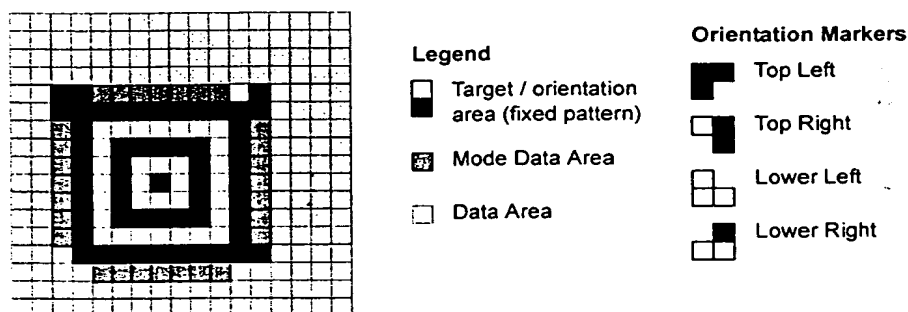 Legend
Target / orientation
area (fixed pattern)
Mode Data Area
Data Area
Orientation Markers
Top Left
Top Right
Lower Left
Lower Right